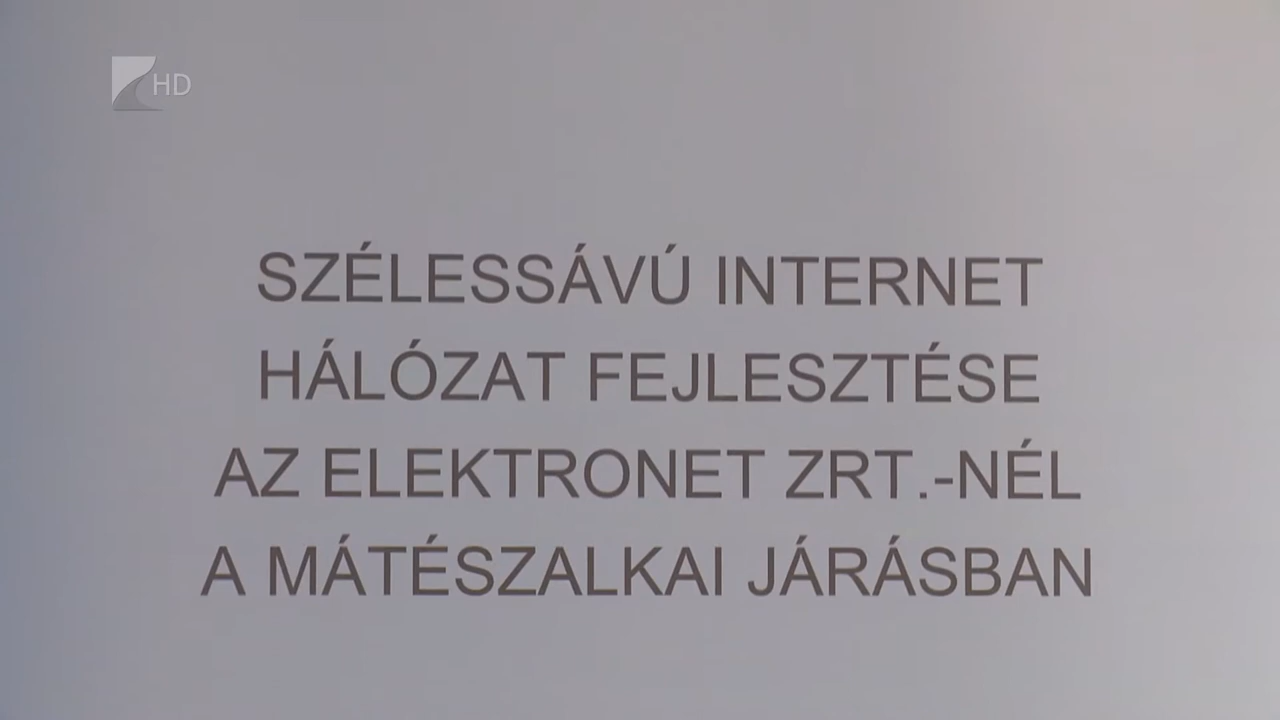 HD
SZÉLESSÁVÚ INTERNET
HÁLÓZAT FEJLESZTÉSE
AZ ELEKTRONET ZRT.-NÉL
A MÁTÉSZALKAI JÁRÁSBAN